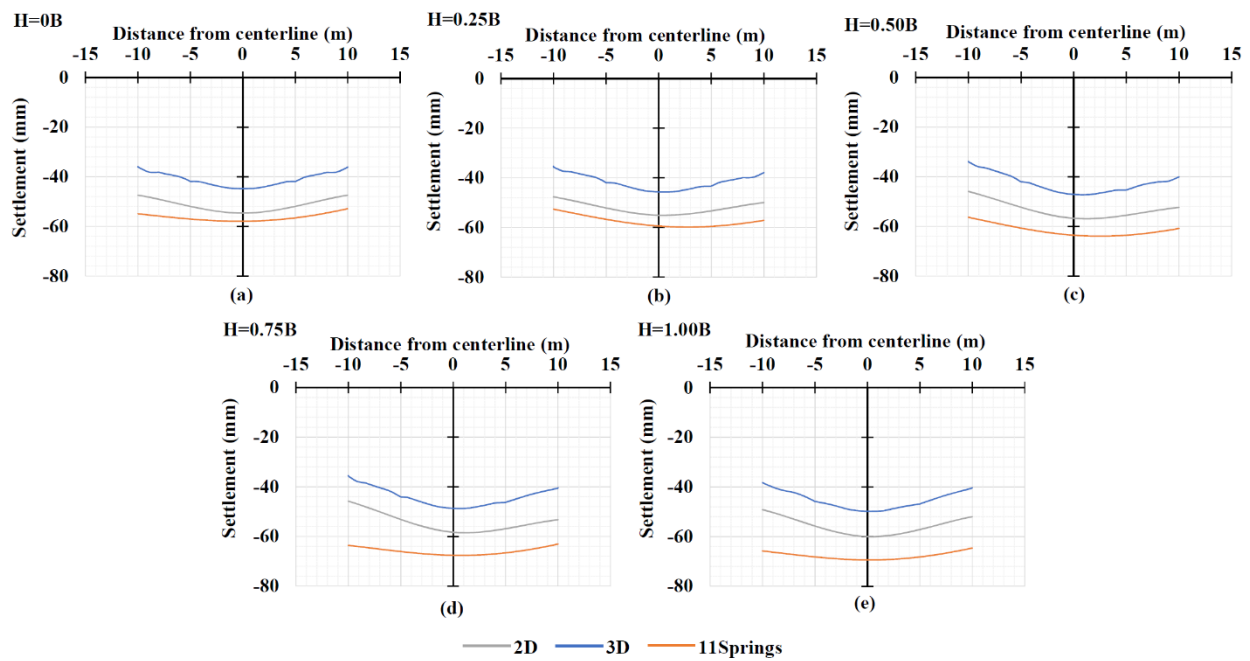 H=0B
Distance from centerline (m)
-15 -10 -5 0 5 10 15
0
-20
-40
-60
-80
Settlement (mm)
(a)
H=0.25B
Distance from centerline (m)
-15 -10 -5 0 5 10 15
0
-20
-40
-60
-80
Settlement (mm)
(b)
H=0.50B
Distance from centerline (m)
-15 -10 -5 0 5 10 15
0
-20
-40
-60
-80
Settlement (mm)
(c)
H=0.75B
Distance from centerline (m)
-15 -10 -5 0 5 10 15
0
-20
-40
-60
-80
Settlement (mm)
(d)
H=1.00B
Distance from centerline (m)
-15 -10 -5 0 5 10 15
0
-20
-40
-60
-80
Settlement (mm)
(e)
2D 3D 11Springs